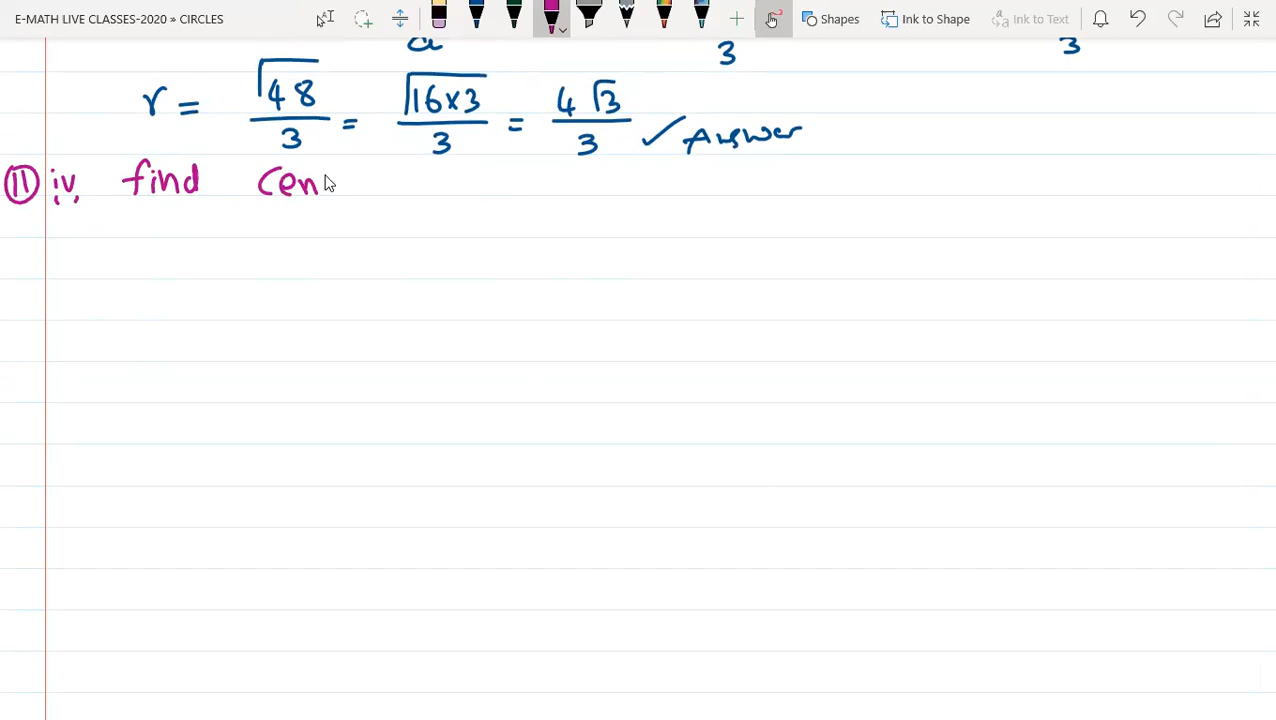 E-MATH LIVE CLASSES-2020 » CIRCLES Shapes Ink to Shape Ink to Text
a 3 3
r = √48/3 = √16×3/3 = 4√3/3 ✓ Answer
11 iv, find Cen